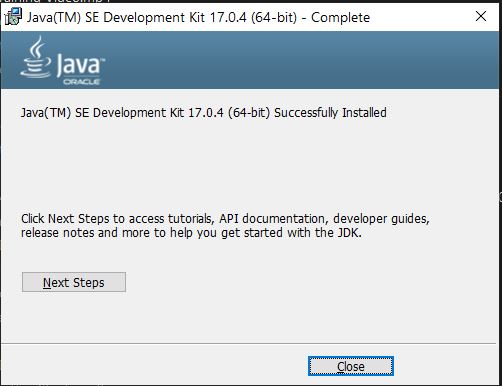 Java(TM) SE Development Kit 17.0.4 (64-bit) - Complete
Java
ORACLE
Java(TM) SE Development Kit 17.0.4 (64-bit) Successfully Installed
Click Next Steps to access tutorials, API documentation, developer guides,
release notes and more to help you get started with the JDK.
Next Steps
Close